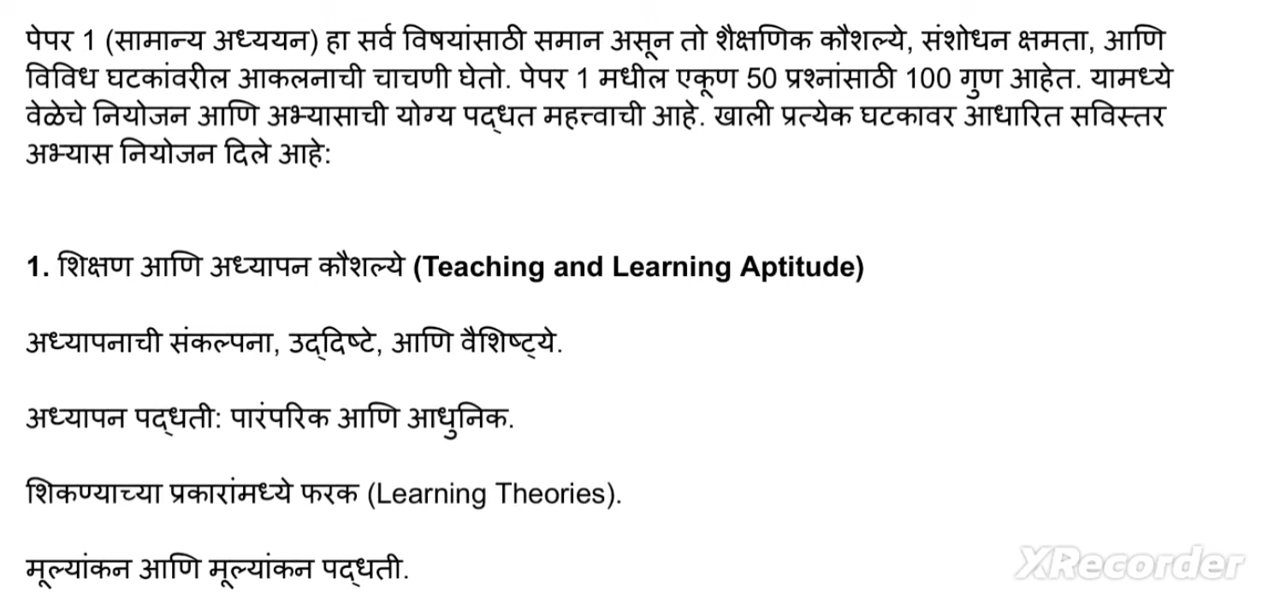 पेपर 1 (सामान्य अध्ययन) हा सर्व विषयांसाठी समान असून तो शैक्षणिक कौशल्ये, संशोधन क्षमता, आणि
विविध घटकांवरील आकलनाची चाचणी घेतो. पेपर 1 मधील एकूण 50 प्रश्नांसाठी 100 गुण आहेत. यामध्ये
वेळेचे नियोजन आणि अभ्यासाची योग्य पद्धत महत्त्वाची आहे. खाली प्रत्येक घटकावर आधारित सविस्तर
अभ्यास नियोजन दिले आहे:
1. शिक्षण आणि अध्यापन कौशल्ये (Teaching and Learning Aptitude)
अध्यापनाची संकल्पना, उद्दिष्टे, आणि वैशिष्ट्ये.
अध्यापन पद्धती: पारंपरिक आणि आधुनिक.
शिकण्याच्या प्रकारांमध्ये फरक (Learning Theories).
मूल्यांकन आणि मूल्यांकन पद्धती.
XRecorder